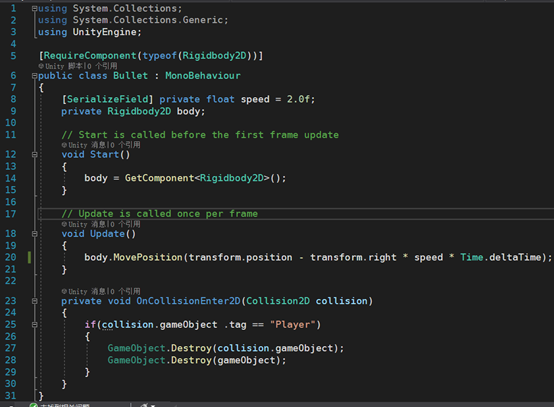 1 using System.Collections;
2 using System.Collections.Generic;
3 using UnityEngine;
4
5 [RequireComponent(typeof(Rigidbody2D))]
Unity 脚本|0 个引用
6 public class Bullet : MonoBehaviour
7 {
8 [SerializeField] private float speed = 2.0f;
9 private Rigidbody2D body;
10
11 // Start is called before the first frame update
Unity 消息|0 个引用
12 void Start()
13 {
14 body = GetComponent<Rigidbody2D>();
15 }
16
17 // Update is called once per frame
Unity 消息|0 个引用
18 void Update()
19 {
20 body.MovePosition(transform.position - transform.right * speed * Time.deltaTime);
21 }
22
Unity 消息|0 个引用
23 private void OnCollisionEnter2D(Collision2D collision)
24 {
25 if(collision.gameObject .tag == "Player")
26 {
27 GameObject.Destroy(collision.gameObject);
28 GameObject.Destroy(gameObject);
29 }
30 }
31 }